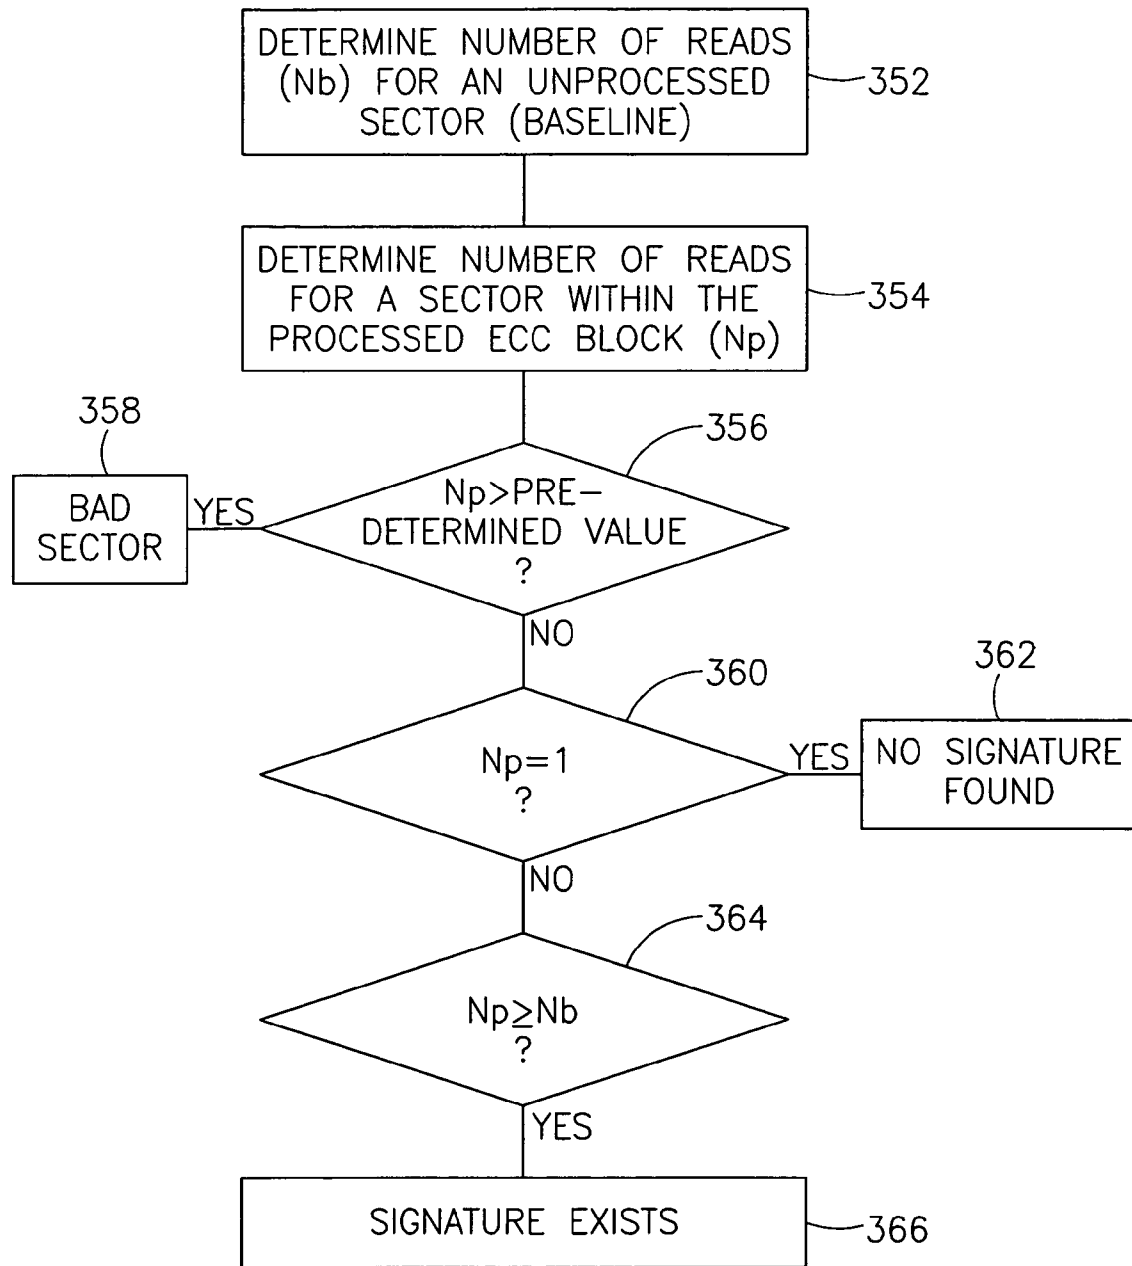 DETERMINE NUMBER OF READS
(Nb) FOR AN UNPROCESSED
SECTOR (BASELINE)
352
DETERMINE NUMBER OF READS
FOR A SECTOR WITHIN THE
PROCESSED ECC BLOCK (Np)
354
356
358
Np>PRE-
DETERMINED VALUE
?
YES
BAD
SECTOR
NO
360
362
Np=1
?
YES
NO SIGNATURE
FOUND
NO
364
Np≥Nb
?
YES
SIGNATURE EXISTS
366